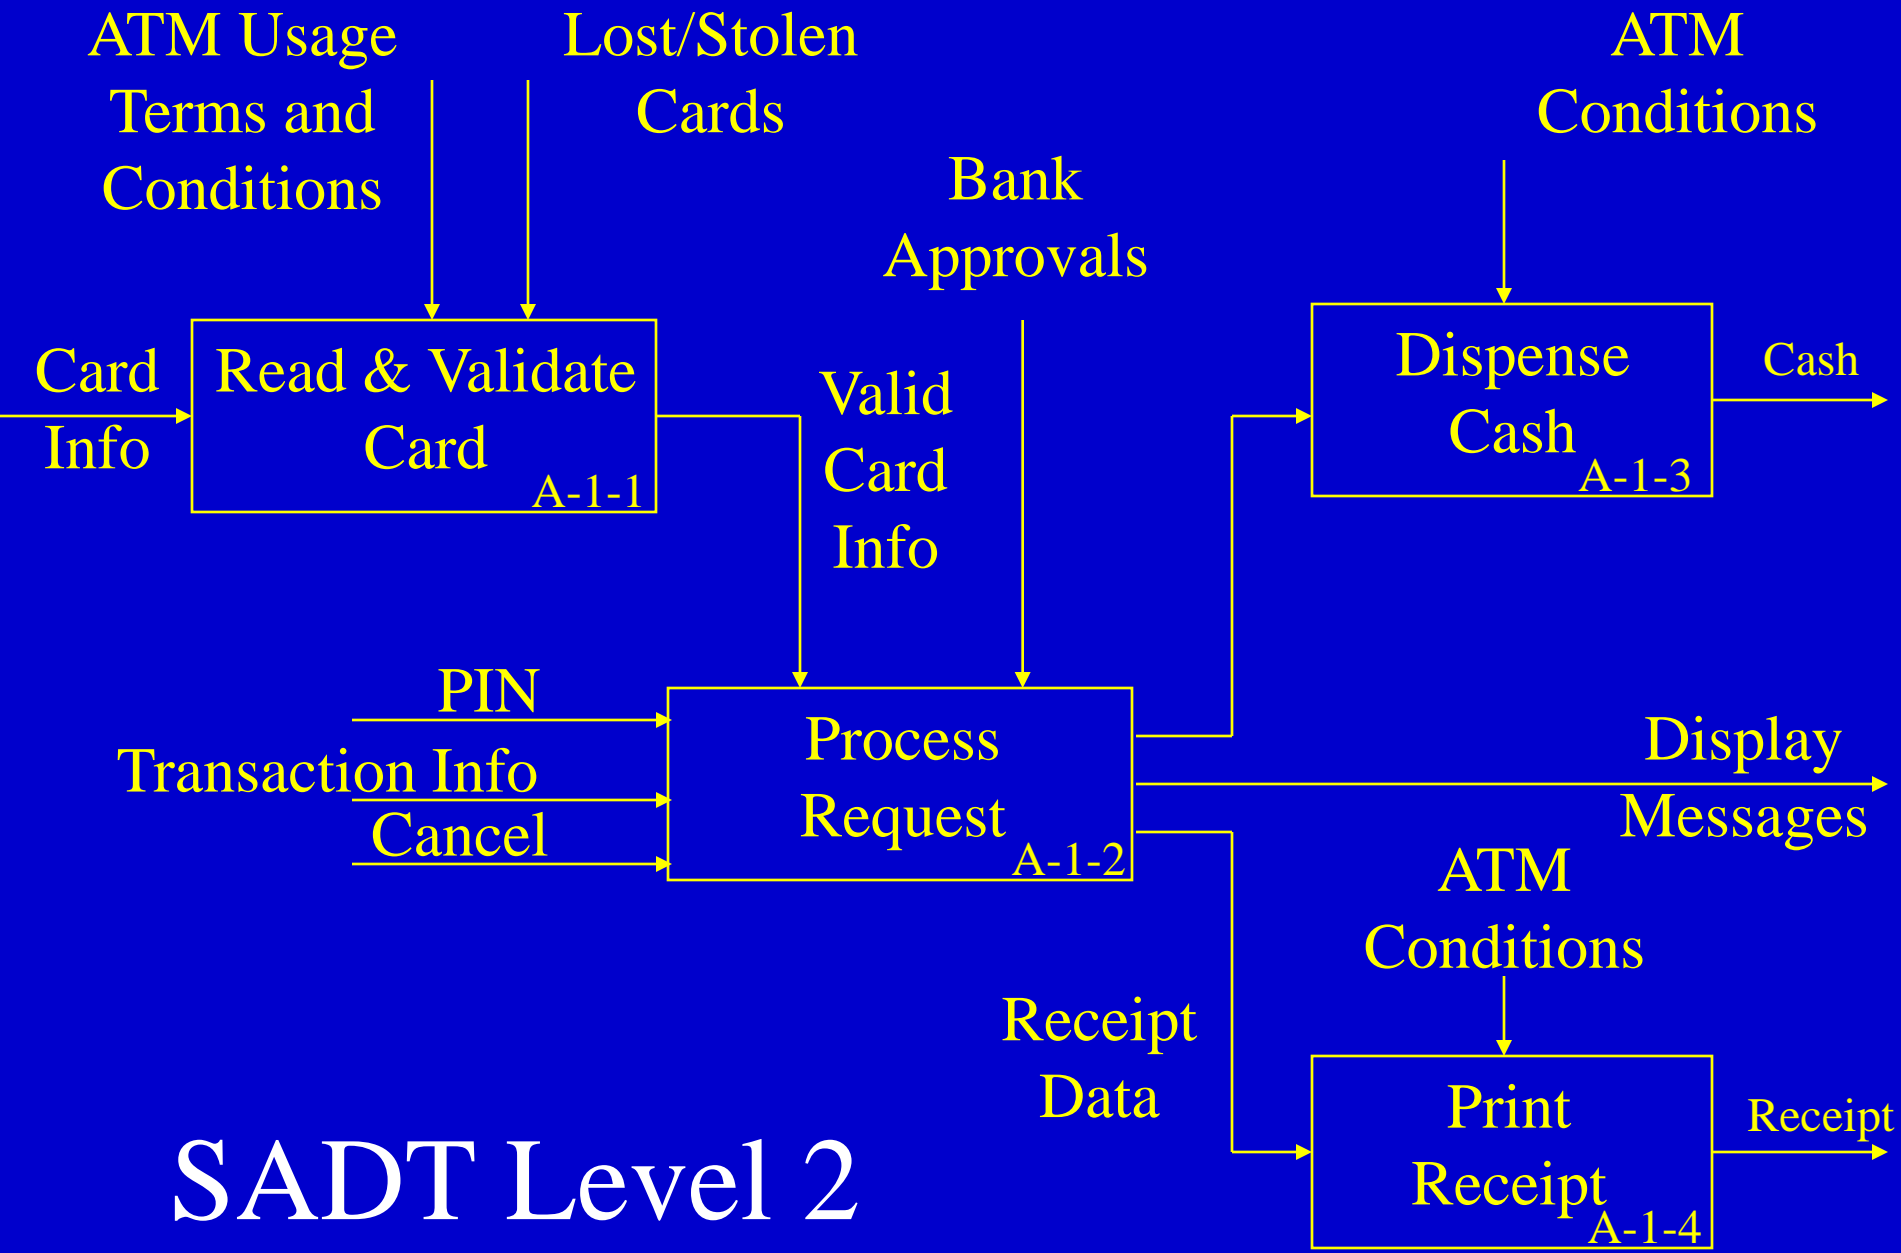 ATM Usage
Terms and
Conditions
Lost/Stolen
Cards
Bank
Approvals
ATM
Conditions
Card
Info
Read & Validate
Card
A-1-1
Valid
Card
Info
Dispense
Cash
A-1-3
Cash
PIN
Transaction Info
Cancel
Process
Request
A-1-2
Display
Messages
ATM
Conditions
Receipt
Data
Print
Receipt
A-1-4
Receipt
SADT Level 2